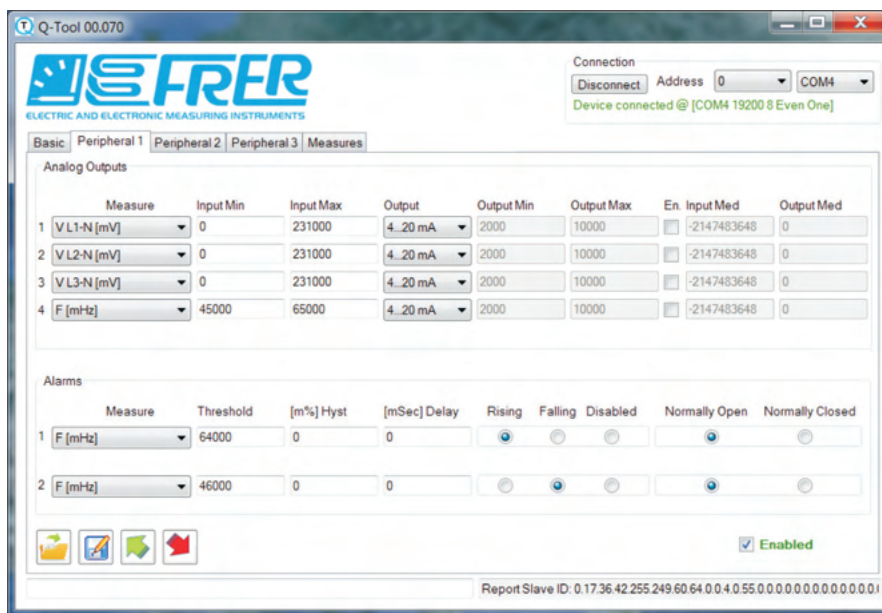 Q-Tool 00.070
FRER
ELECTRIC AND ELECTRONIC MEASURING INSTRUMENTS
Connection
Disconnect Address 0 COM4
Device connected @ [COM4 19200 8 Even One]
Basic Peripheral 1 Peripheral 2 Peripheral 3 Measures
Analog Outputs
Measure Input Min Input Max Output Output Min Output Max En. Input Med Output Med
1 V L1-N [mV] 0 231000 4...20 mA 2000 10000 -2147483648 0
2 V L2-N [mV] 0 231000 4...20 mA 2000 10000 -2147483648 0
3 V L3-N [mV] 0 231000 4...20 mA 2000 10000 -2147483648 0
4 F [mHz] 45000 65000 4...20 mA 2000 10000 -2147483648 0
Alarms
Measure Threshold [m%] Hyst [mSec] Delay Rising Falling Disabled Normally Open Normally Closed
1 F [mHz] 64000 0 0
2 F [mHz] 46000 0 0
Enabled
Report Slave ID: 0.17.36.42.255.249.60.64.0.0.4.0.55.0.0.0.0.0.0.0.0.0.0.0.0.0.